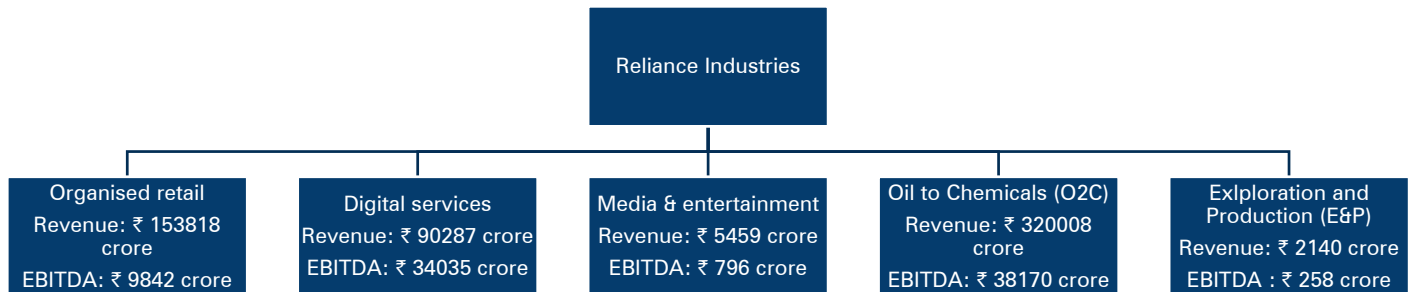 Reliance Industries
Organised retail
Revenue: ₹ 153818
crore
EBITDA: ₹ 9842 crore
Digital services
Revenue: ₹ 90287 crore
EBITDA: ₹ 34035 crore
Media & entertainment
Revenue: ₹ 5459 crore
EBITDA: ₹ 796 crore
Oil to Chemicals (O2C)
Revenue: ₹ 320008
crore
EBITDA: ₹ 38170 crore
Exlploration and
Production (E&P)
Revenue: ₹ 2140 crore
EBITDA : ₹ 258 crore